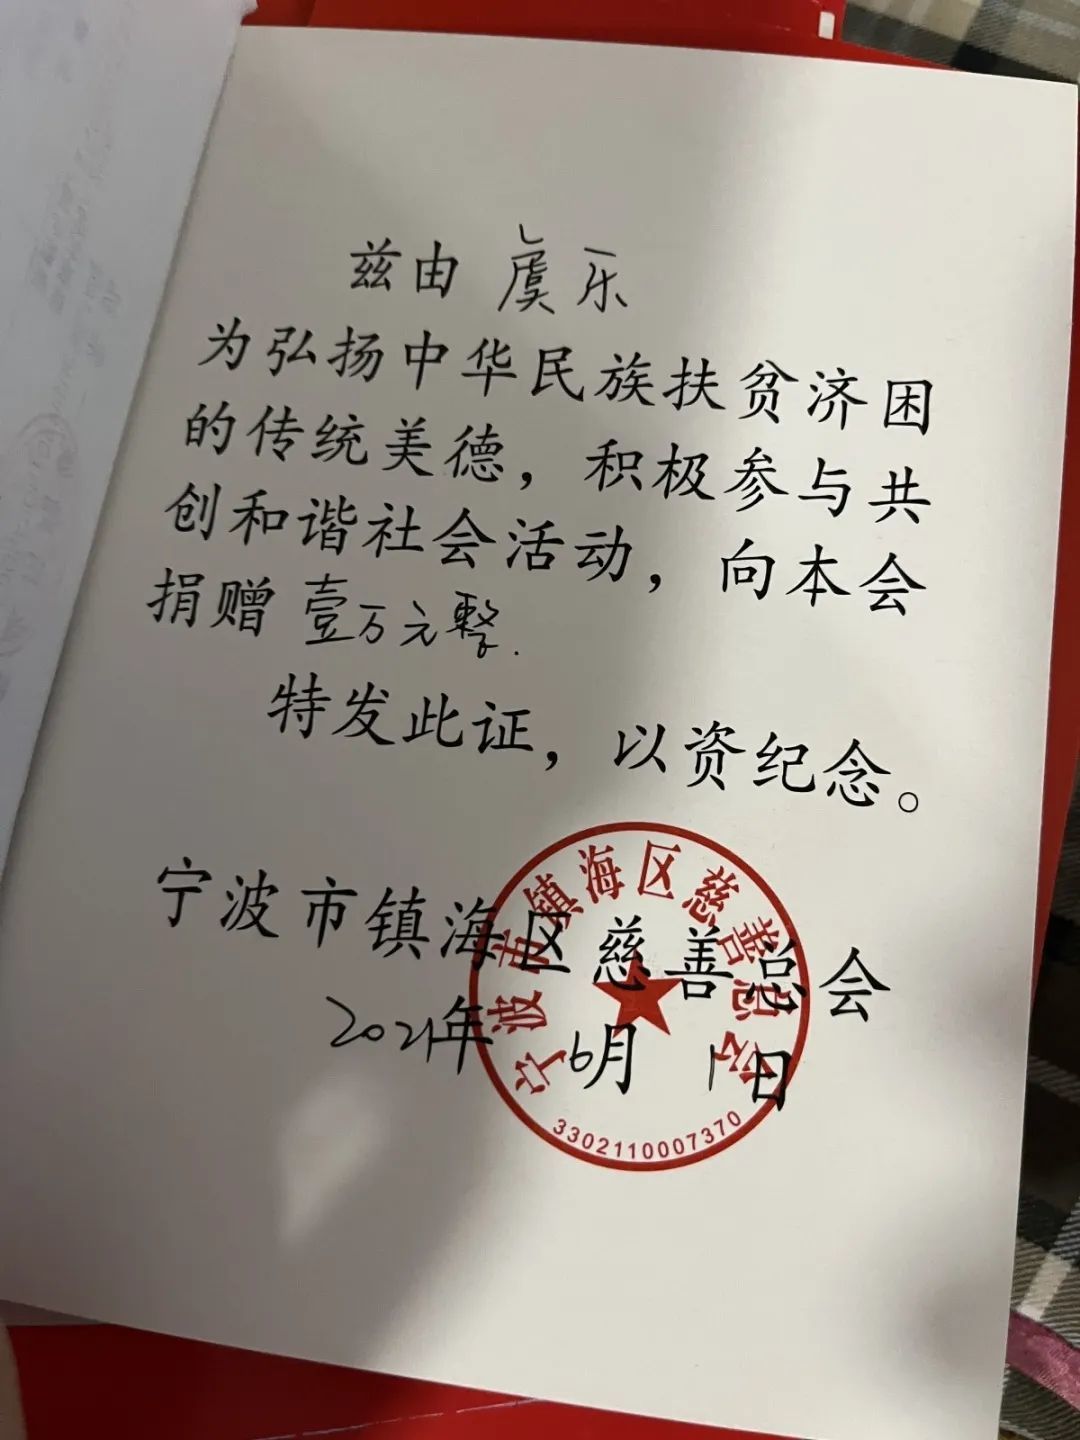 兹由 虞乐
为弘扬中华民族扶贫济困
的传统美德，积极参与共
创和谐社会活动，向本会
捐赠 壹万元整.
特发此证，以资纪念。
宁波市镇海区慈善总会
2021年 6月 1日
宁波市镇海区慈善总会
3302110007370